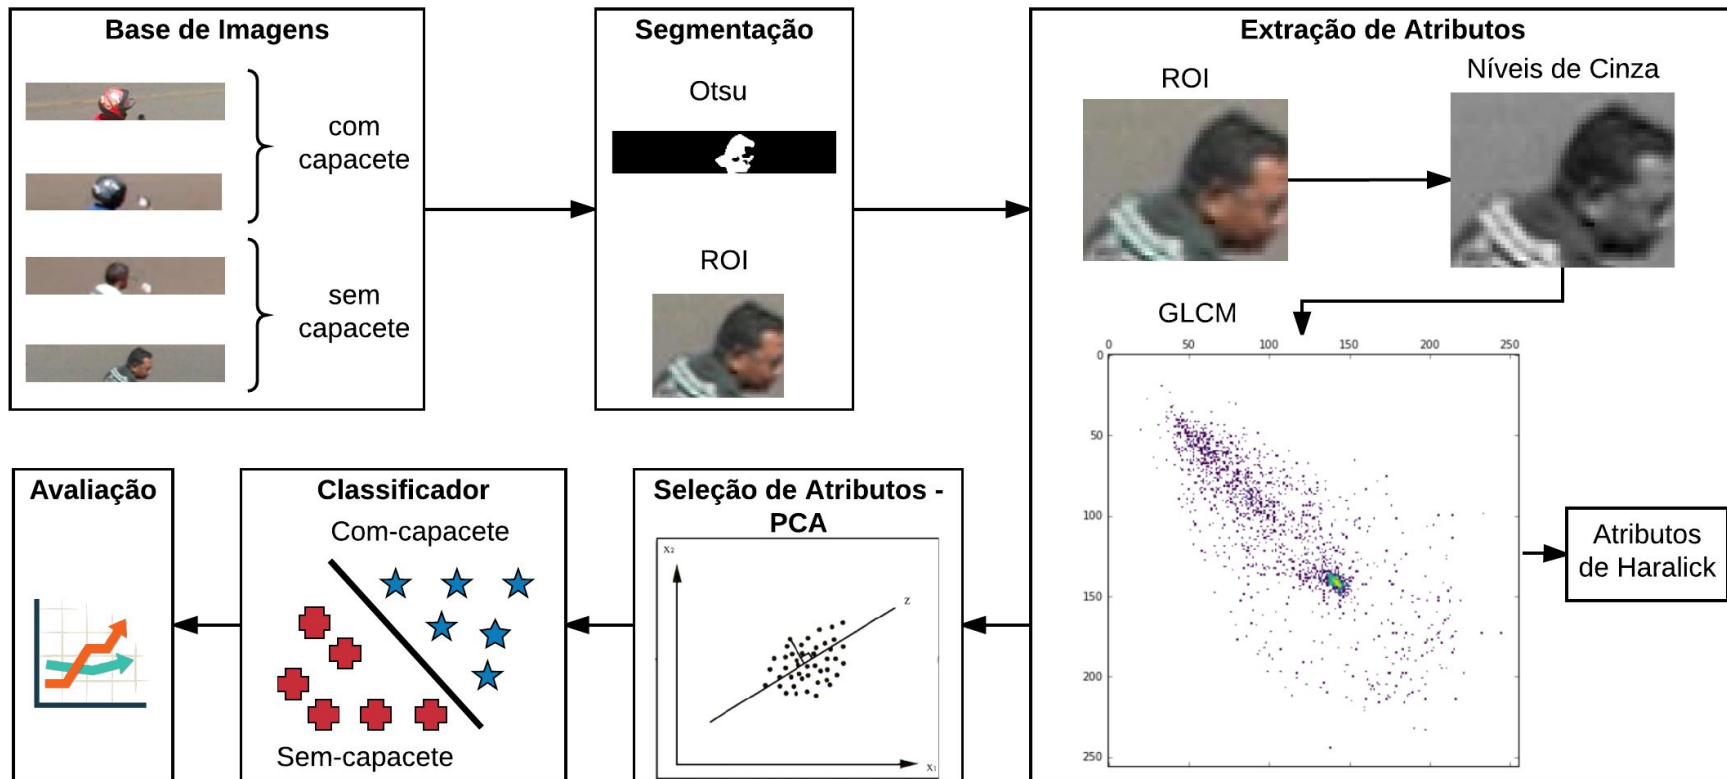 Base de Imagens
com
capacete
sem
capacete
Segmentação
Otsu
ROI
Extração de Atributos
ROI
Níveis de Cinza
GLCM
0 50 100 150 200 250
0
50
100
150
200
250
Atributos
de Haralick
Seleção de Atributos -
PCA
X₂
Z
X₁
Classificador
Com-capacete
Sem-capacete
Avaliação